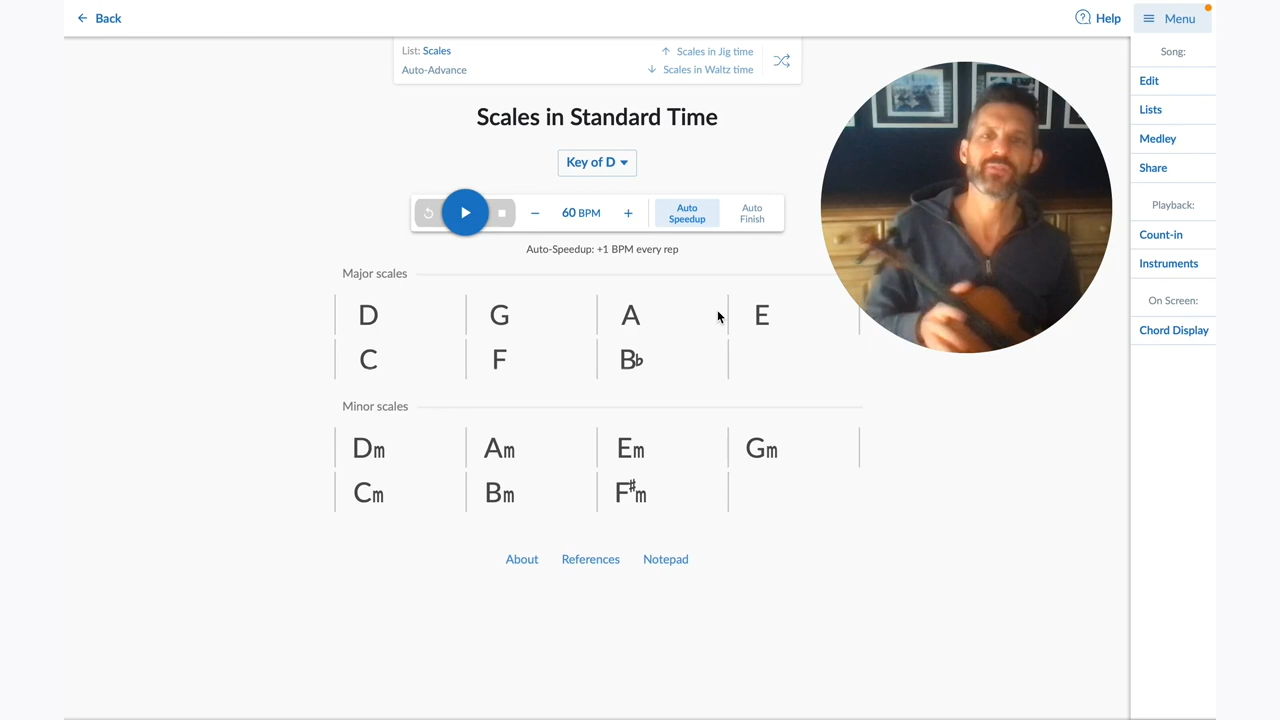 Back
Help
Menu
List: Scales
Auto-Advance
Scales in Jig time
Scales in Waltz time
Scales in Standard Time
Key of D
60 BPM
Auto Speedup
Auto Finish
Auto-Speedup: +1 BPM every rep
Major scales
D G A E
C F B♭
Minor scales
Dm Am Em Gm
Cm Bm F♯m
About References Notepad
Song:
Edit
Lists
Medley
Share
Playback:
Count-in
Instruments
On Screen:
Chord Display